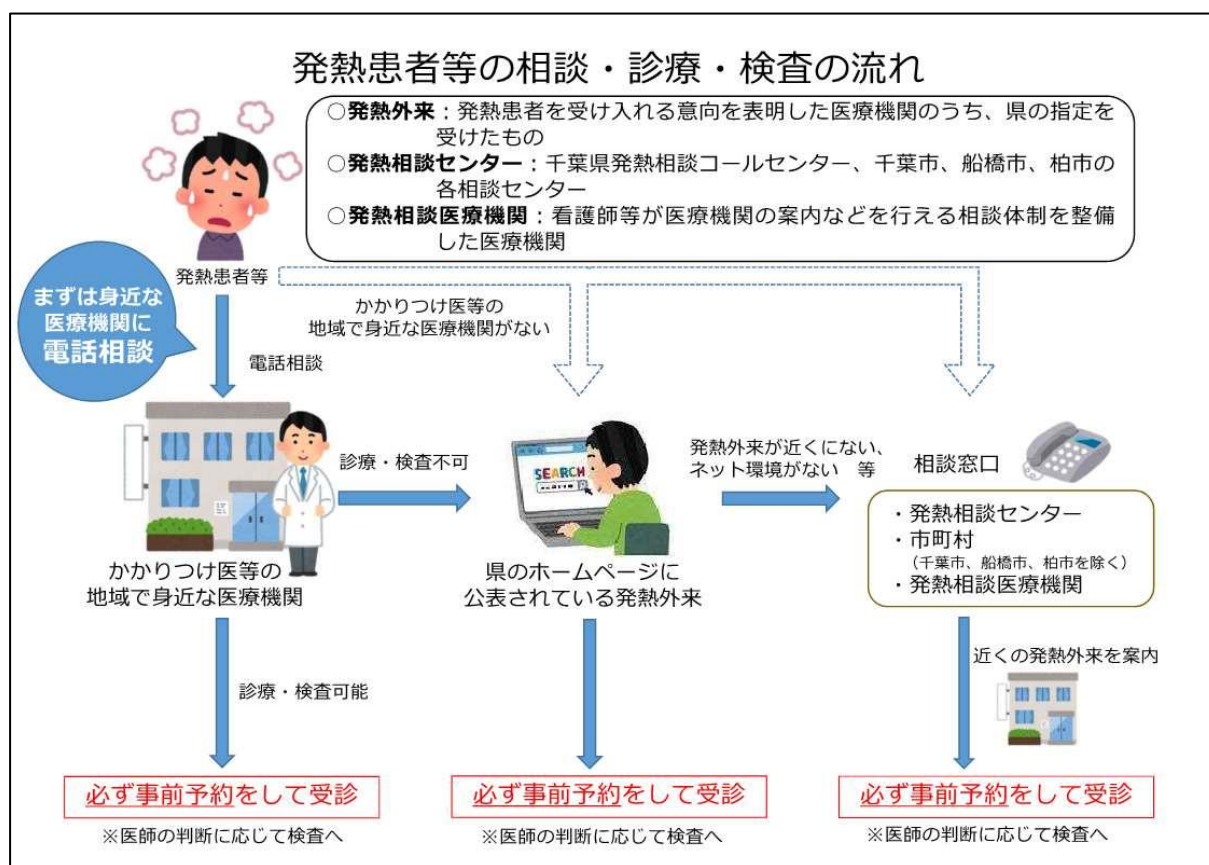 発熱患者等の相談・診療・検査の流れ
○発熱外来：発熱患者を受け入れる意向を表明した医療機関のうち、県の指定を
受けたもの
○発熱相談センター：千葉県発熱相談コールセンター、千葉市、船橋市、柏市の
各相談センター
○発熱相談医療機関：看護師等が医療機関の案内などを行える相談体制を整備
した医療機関
発熱患者等
まずは身近な
医療機関に
電話相談
電話相談
かかりつけ医等の
地域で身近な医療機関がない
診療・検査不可
SEARCH
発熱外来が近くにない、
ネット環境がない　等
相談窓口
・発熱相談センター
・市町村
（千葉市、船橋市、柏市を除く）
・発熱相談医療機関
かかりつけ医等の
地域で身近な医療機関
県のホームページに
公表されている発熱外来
診療・検査可能
近くの発熱外来を案内
必ず事前予約をして受診
※医師の判断に応じて検査へ
必ず事前予約をして受診
※医師の判断に応じて検査へ
必ず事前予約をして受診
※医師の判断に応じて検査へ